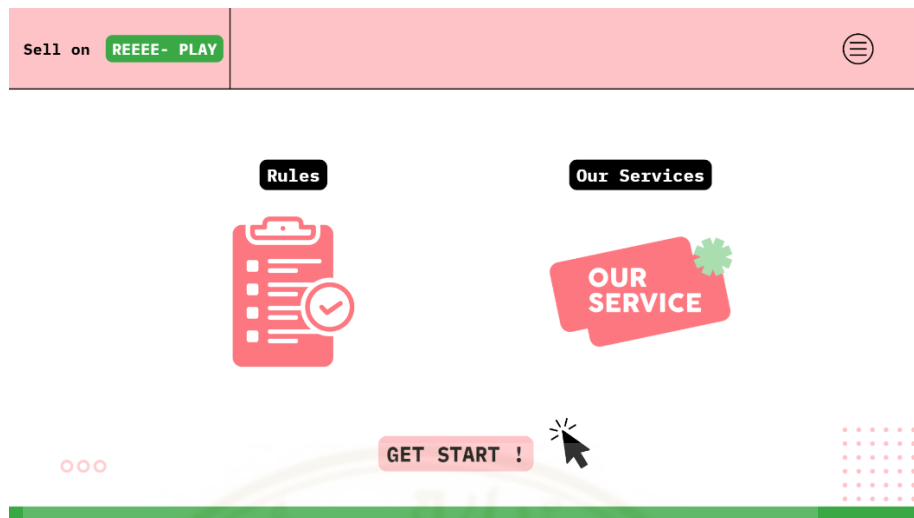 Sell on REEEE- PLAY
Rules
Our Services
OUR
SERVICE
GET START !